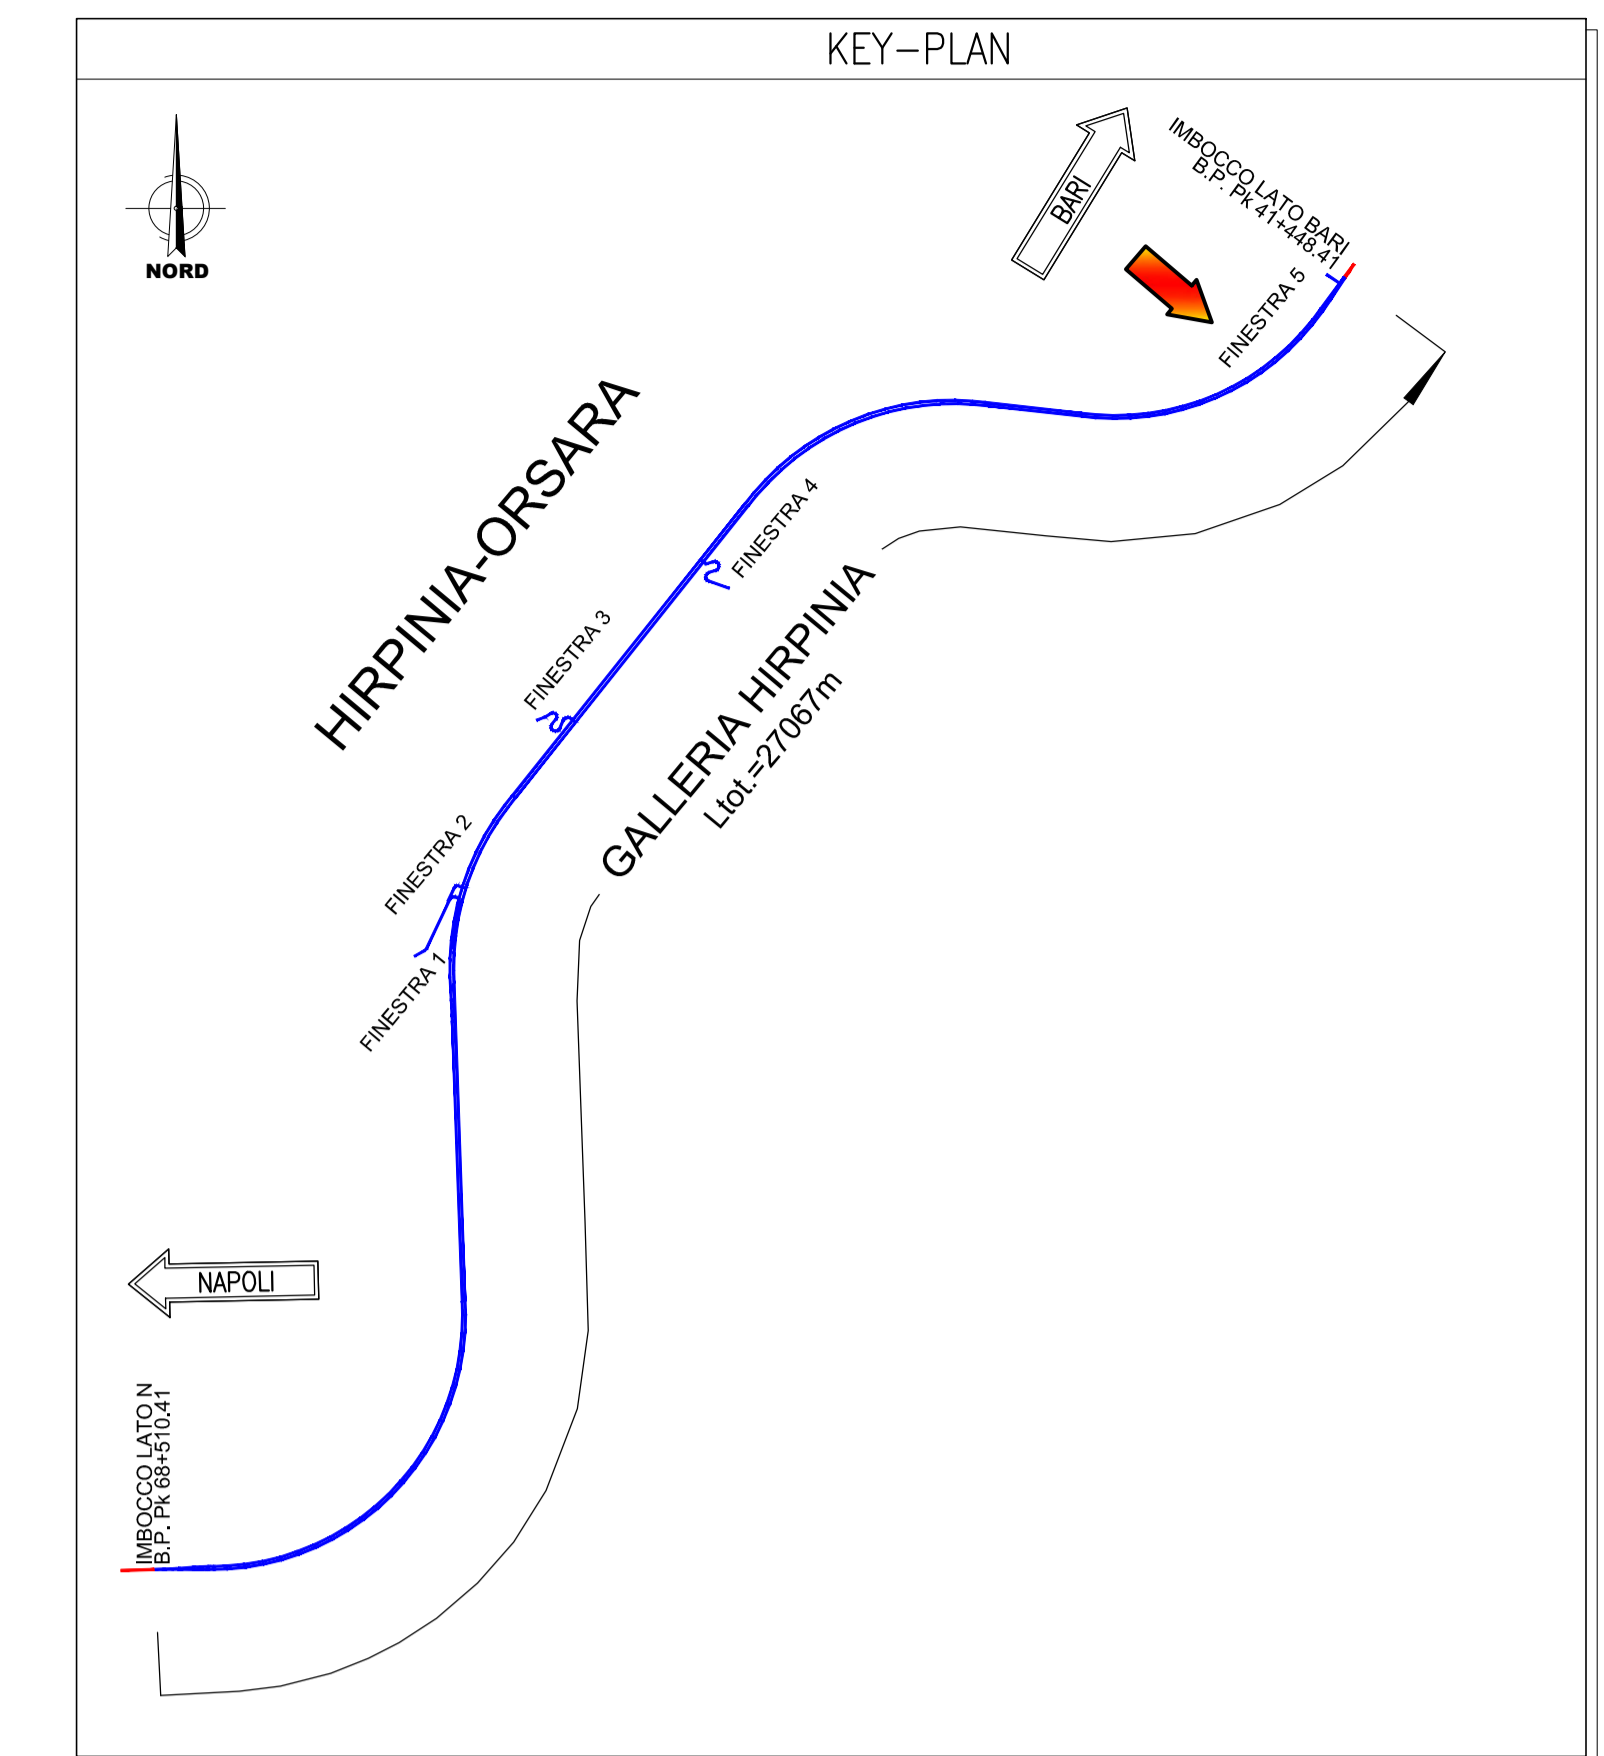 KEY-PLAN
NORD
BARI
IMBOCCO LATO BARI
B.P. Pk 41+448.41
FINESTRA 5
HIRPINIA-ORSARA
FINESTRA 4
FINESTRA 3
GALLERIA HIRPINIA
Ltot.=27067m
FINESTRA 2
FINESTRA 1
NAPOLI
IMBOCCO LATO N
B.P. Pk 68+510.41